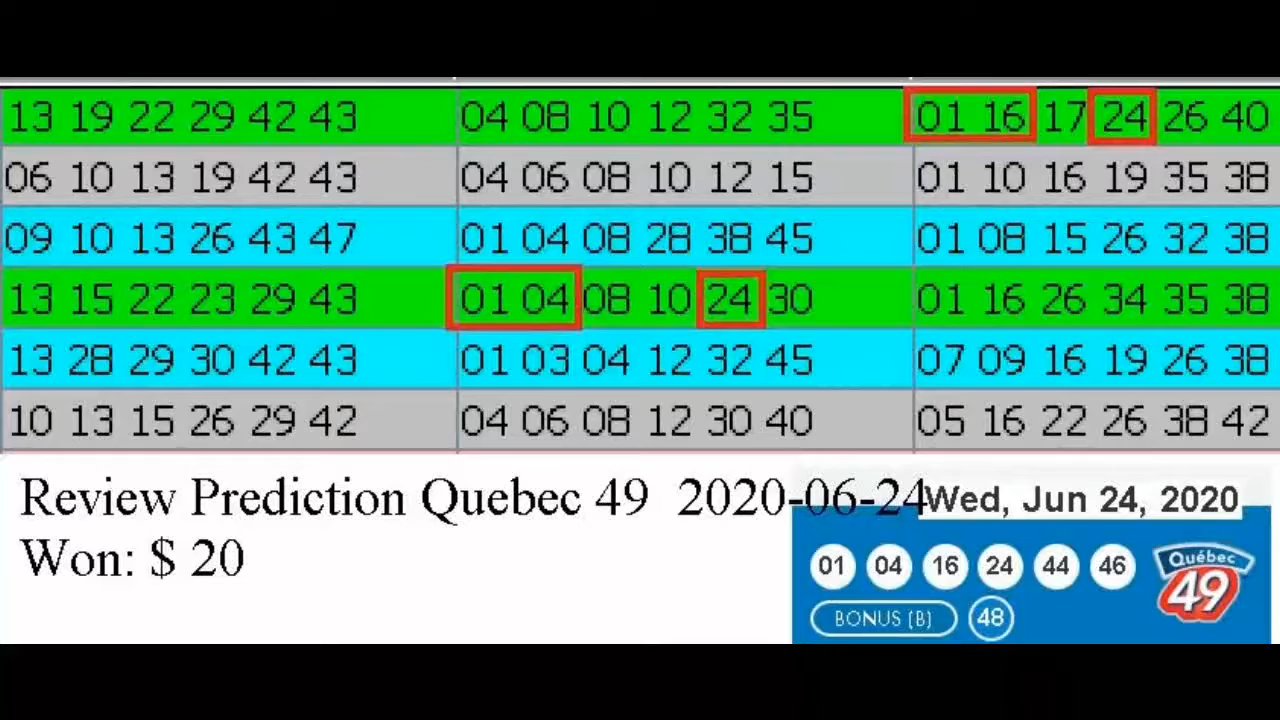 13 19 22 29 42 43 04 08 10 12 32 35 01 16 17 24 26 40
06 10 13 19 42 43 04 06 08 10 12 15 01 10 16 19 35 38
09 10 13 26 43 47 01 04 08 28 38 45 01 08 15 26 32 38
13 15 22 23 29 43 01 04 08 10 24 30 01 16 26 34 35 38
13 28 29 30 42 43 01 03 04 12 32 45 07 09 16 19 26 38
10 13 15 26 29 42 04 06 08 12 30 40 05 16 22 26 38 42
Review Prediction Quebec 49 2020-06-24
Won: $ 20
Wed, Jun 24, 2020
01 04 16 24 44 46
Québec
49
BONUS (B) 48